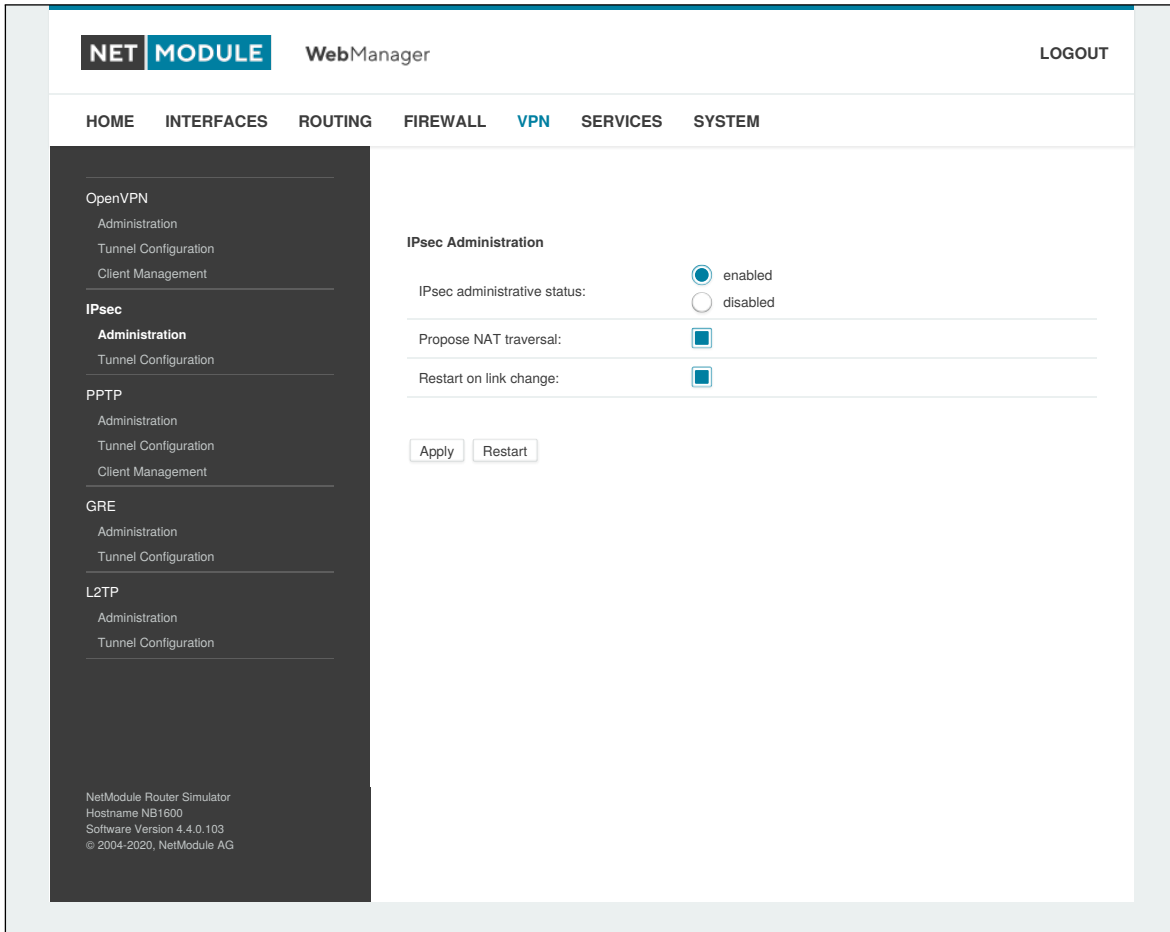 NET MODULE WebManager LOGOUT
HOME INTERFACES ROUTING FIREWALL VPN SERVICES SYSTEM
OpenVPN
Administration
Tunnel Configuration
Client Management
IPsec
Administration
Tunnel Configuration
PPTP
Administration
Tunnel Configuration
Client Management
GRE
Administration
Tunnel Configuration
L2TP
Administration
Tunnel Configuration
NetModule Router Simulator
Hostname NB1600
Software Version 4.4.0.103
© 2004-2020, NetModule AG
IPsec Administration
IPsec administrative status:
enabled
disabled
Propose NAT traversal:
Restart on link change:
Apply Restart